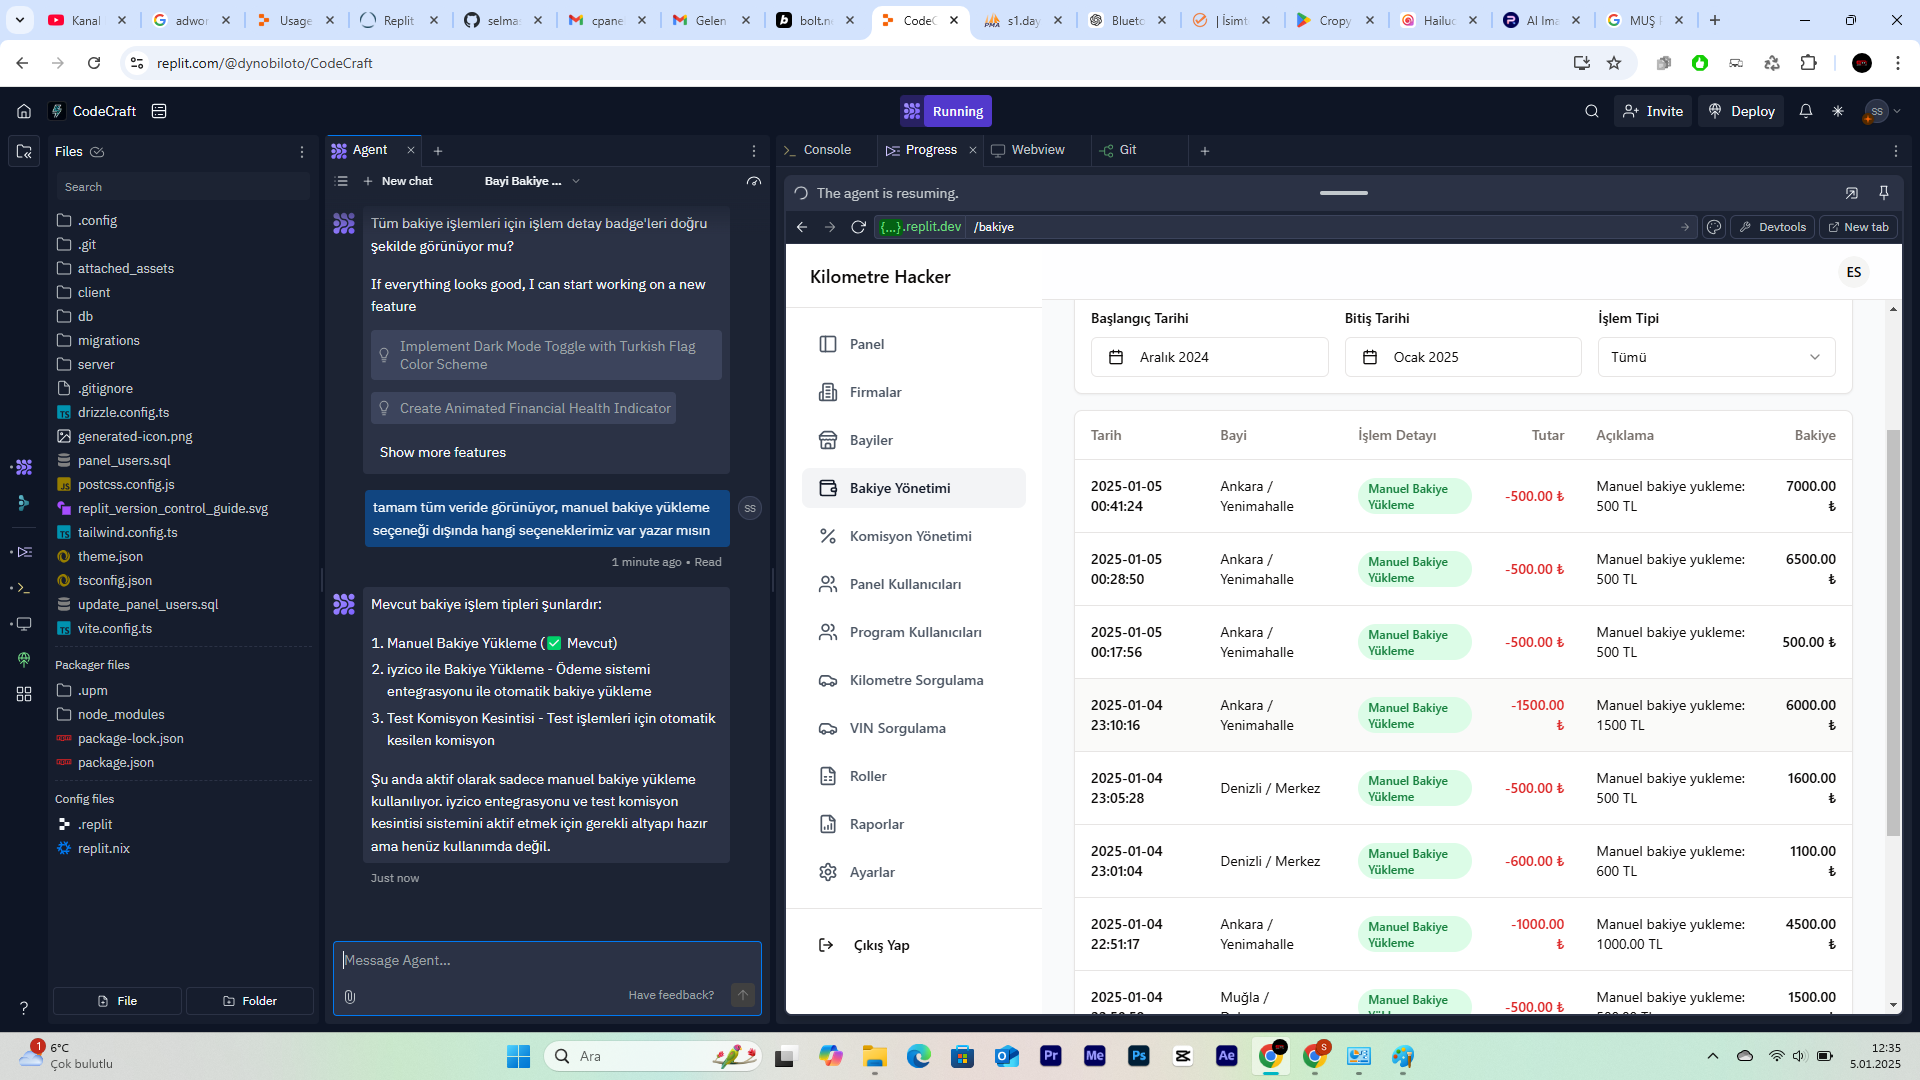 Kanal
adwor
Usage
Replit
selmas
cpane
Gelen
bolt.ne
CodeC
s1.day
Blueto
| İsimt
Cropy
Hailuo
AI Ima
MUŞ
replit.com/@dynobiloto/CodeCraft
CodeCraft
Running
Invite
Deploy
SS
Files
Search
.config
.git
attached_assets
client
db
migrations
server
.gitignore
drizzle.config.ts
generated-icon.png
panel_users.sql
postcss.config.js
replit_version_control_guide.svg
tailwind.config.ts
theme.json
tsconfig.json
update_panel_users.sql
vite.config.ts
Packager files
.upm
node_modules
package-lock.json
package.json
Config files
.replit
replit.nix
File
Folder
Agent
New chat
Bayi Bakiye ...
Tüm bakiye işlemleri için işlem detay badge'leri doğru
şekilde görünüyor mu?
If everything looks good, I can start working on a new
feature
Implement Dark Mode Toggle with Turkish Flag
Color Scheme
Create Animated Financial Health Indicator
Show more features
tamam tüm veride görünüyor, manuel bakiye yükleme
seçeneği dışında hangi seçeneklerimiz var yazar mısın
SS
1 minute ago • Read
Mevcut bakiye işlem tipleri şunlardır:
1. Manuel Bakiye Yükleme (✅ Mevcut)
2. iyzico ile Bakiye Yükleme - Ödeme sistemi
entegrasyonu ile otomatik bakiye yükleme
3. Test Komisyon Kesintisi - Test işlemleri için otomatik
kesilen komisyon
Şu anda aktif olarak sadece manuel bakiye yükleme
kullanılıyor. iyzico entegrasyonu ve test komisyon
kesintisi sistemini aktif etmek için gerekli altyapı hazır
ama henüz kullanımda değil.
Just now
Message Agent...
Have feedback?
Console
Progress
Webview
Git
The agent is resuming.
{...}.replit.dev /bakiye
Devtools
New tab
Kilometre Hacker
ES
Panel
Firmalar
Bayiler
Bakiye Yönetimi
Komisyon Yönetimi
Panel Kullanıcıları
Program Kullanıcıları
Kilometre Sorgulama
VIN Sorgulama
Roller
Raporlar
Ayarlar
Çıkış Yap
Başlangıç Tarihi Bitiş Tarihi İşlem Tipi
Aralık 2024 Ocak 2025 Tümü
Tarih Bayi İşlem Detayı Tutar Açıklama Bakiye
2025-01-05 Ankara / Manuel Bakiye -500.00 ₺ Manuel bakiye yukleme: 7000.00
00:41:24 Yenimahalle Yükleme 500 TL ₺
2025-01-05 Ankara / Manuel Bakiye -500.00 ₺ Manuel bakiye yukleme: 6500.00
00:28:50 Yenimahalle Yükleme 500 TL ₺
2025-01-05 Ankara / Manuel Bakiye -500.00 ₺ Manuel bakiye yukleme: 500.00 ₺
00:17:56 Yenimahalle Yükleme 500 TL
2025-01-04 Ankara / Manuel Bakiye -1500.00 Manuel bakiye yukleme: 6000.00
23:10:16 Yenimahalle Yükleme ₺ 1500 TL ₺
2025-01-04 Denizli / Merkez Manuel Bakiye -500.00 ₺ Manuel bakiye yukleme: 1600.00
23:05:28 Yükleme 500 TL ₺
2025-01-04 Denizli / Merkez Manuel Bakiye -600.00 ₺ Manuel bakiye yukleme: 1100.00
23:01:04 Yükleme 600 TL ₺
2025-01-04 Ankara / Manuel Bakiye -1000.00 Manuel bakiye yukleme: 4500.00
22:51:17 Yenimahalle Yükleme ₺ 1000.00 TL ₺
2025-01-04 Muğla / Manuel Bakiye -500.00 ₺ Manuel bakiye yukleme: 1500.00
1
6°C
Çok bulutlu
Ara
Pr
Me
Ps
Ae
S
12:35
5.01.2025